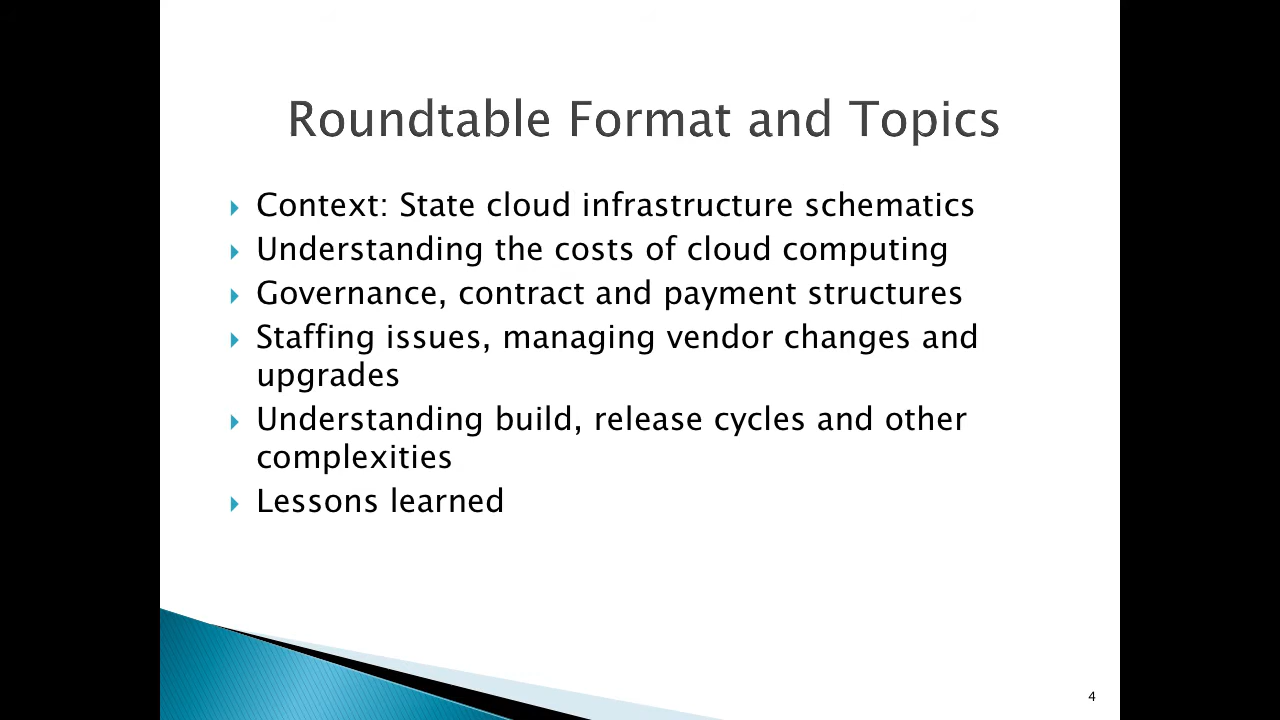 Roundtable Format and Topics
Context: State cloud infrastructure schematics
Understanding the costs of cloud computing
Governance, contract and payment structures
Staffing issues, managing vendor changes and
upgrades
Understanding build, release cycles and other
complexities
Lessons learned
4